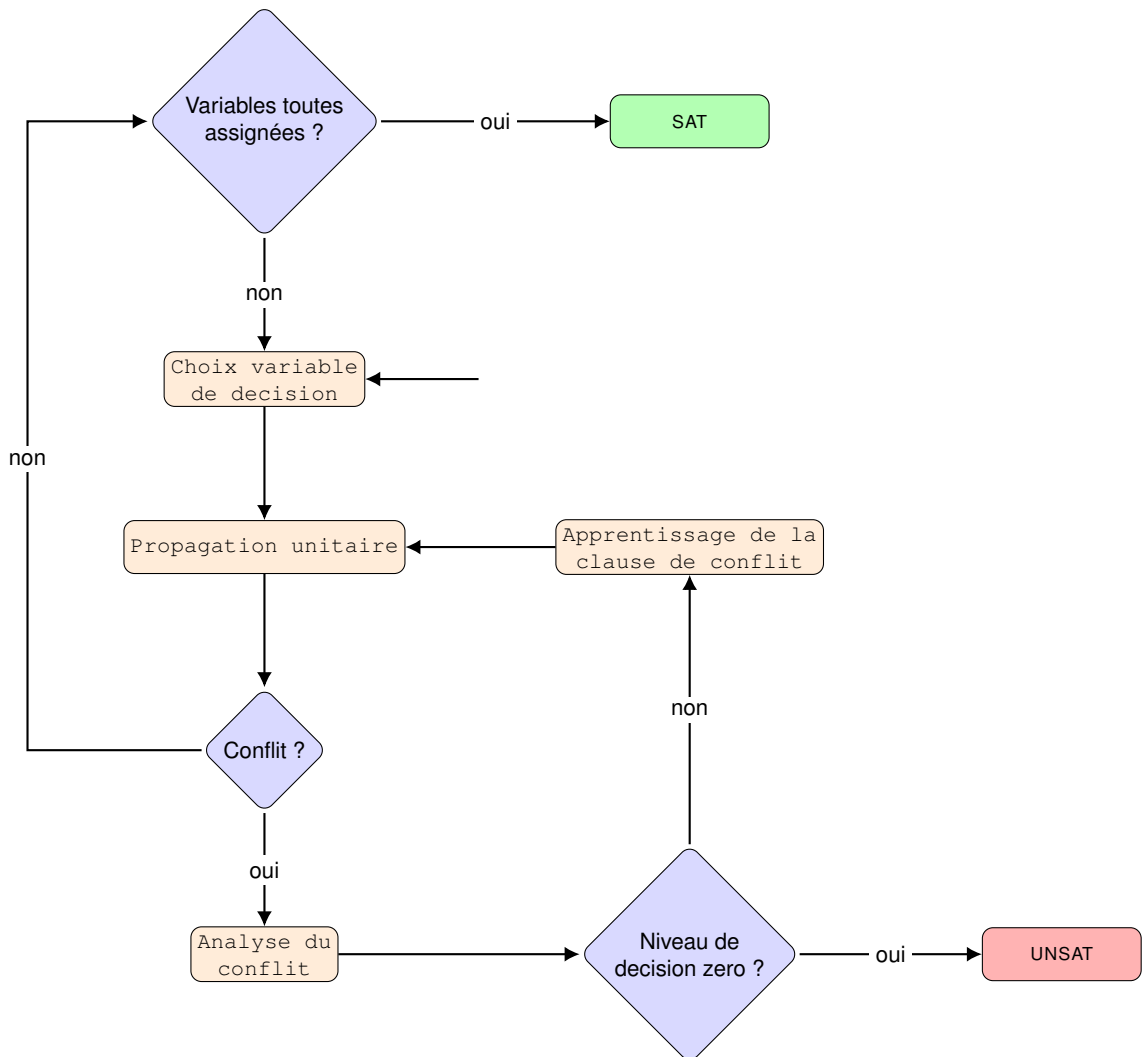 Variables toutes
assignées ?
oui
SAT
non
Choix variable
de decision
non
Propagation unitaire
Apprentissage de la
clause de conflit
non
Conflit ?
oui
Analyse du
conflit
Niveau de
decision zero ?
oui
UNSAT